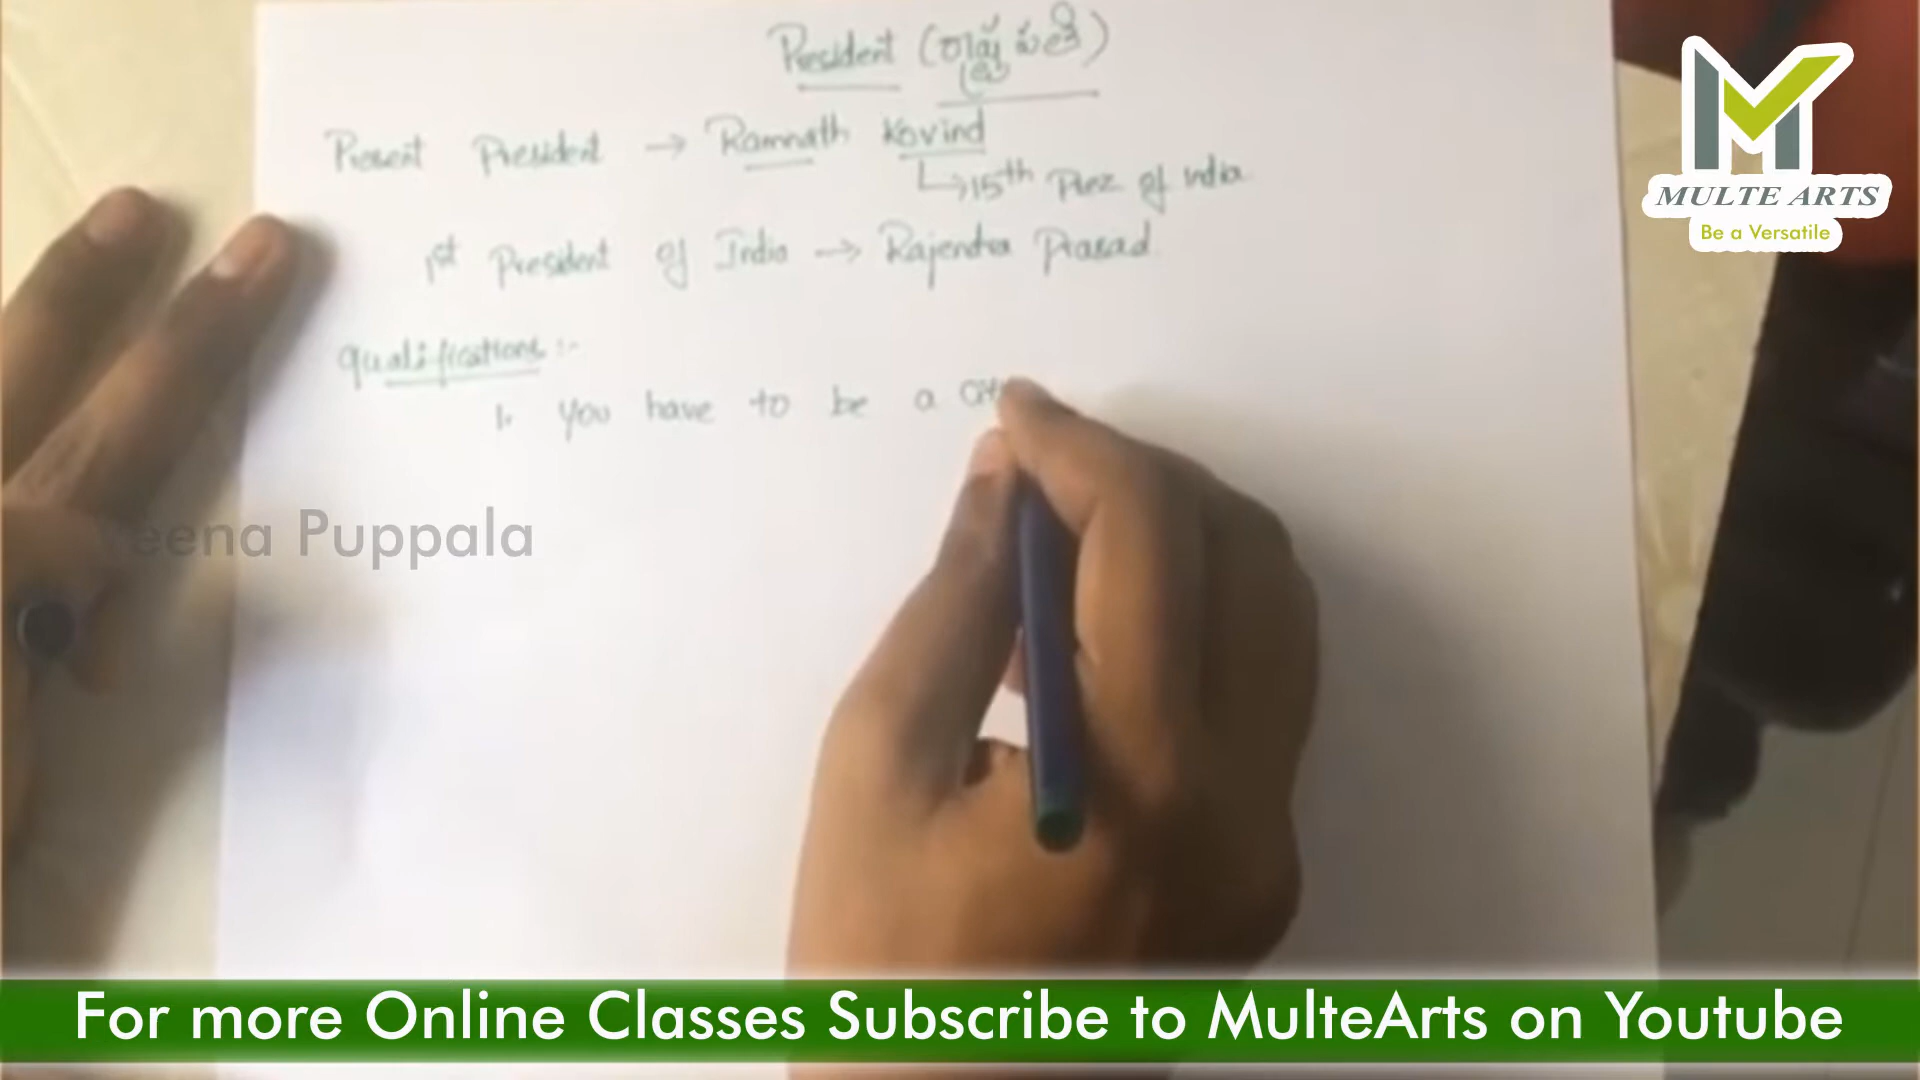 President (రాష్ట్రపతి)
Present President → Ramnath Kovind
↳ 15th Prez of India
1st President of India → Rajendra Prasad
Qualifications :-
1. You have to be a
eena Puppala
MULTE ARTS
Be a Versatile
For more Online Classes Subscribe to MulteArts on Youtube